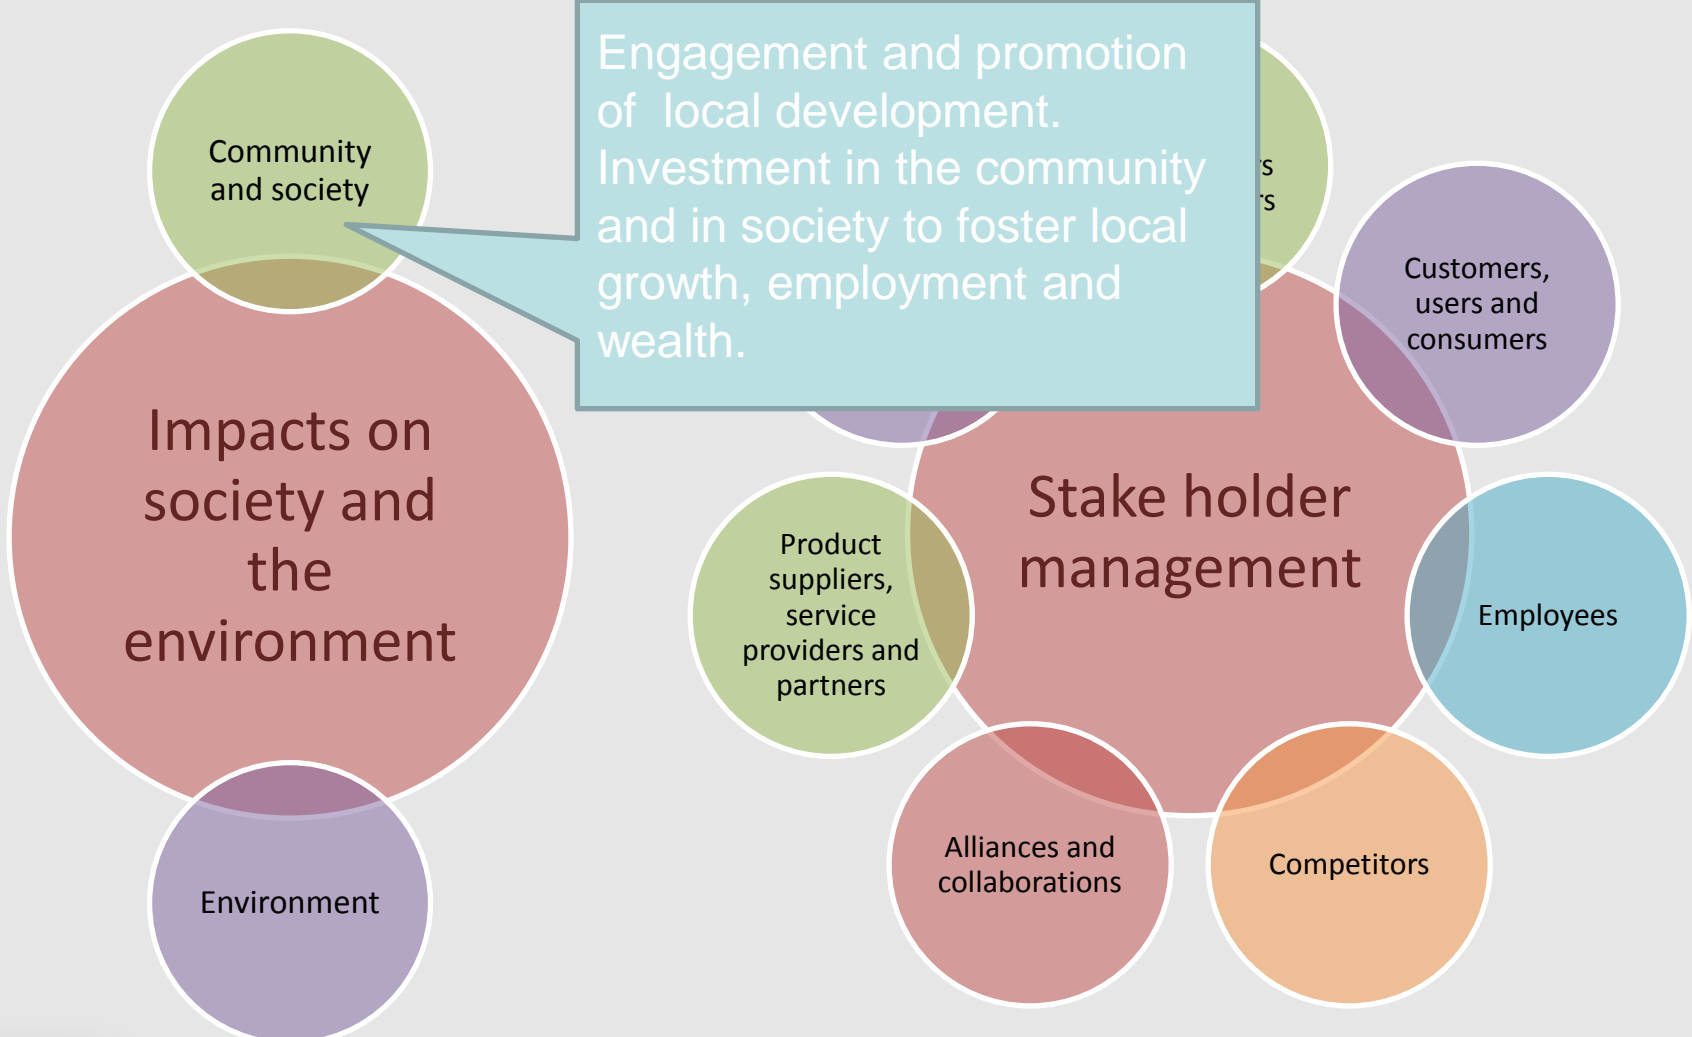 Community
and society
Impacts on
society and
the
environment
Environment
Engagement and promotion
of  local development.
Investment in the community
and in society to foster local
growth, employment and
wealth.
Customers,
users and
consumers
Stake holder
management
Employees
Product
suppliers,
service
providers and
partners
Alliances and
collaborations
Competitors